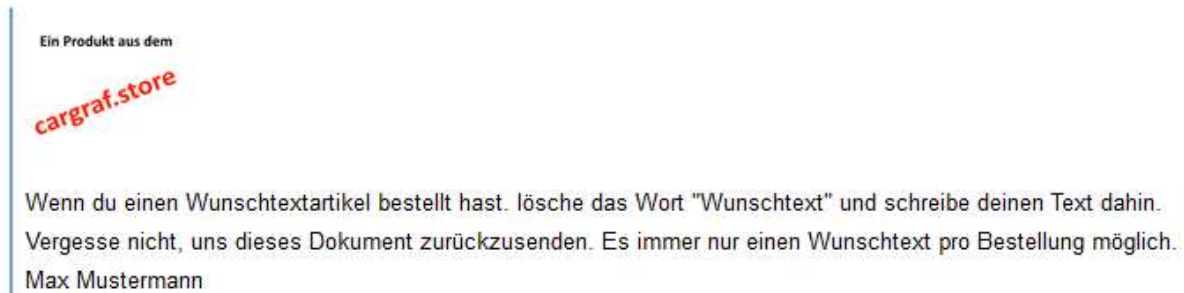 Ein Produkt aus dem
cargraf.store
Wenn du einen Wunschtextartikel bestellt hast. lösche das Wort "Wunschtext" und schreibe deinen Text dahin.
Vergesse nicht, uns dieses Dokument zurückzusenden. Es immer nur einen Wunschtext pro Bestellung möglich.
Max Mustermann